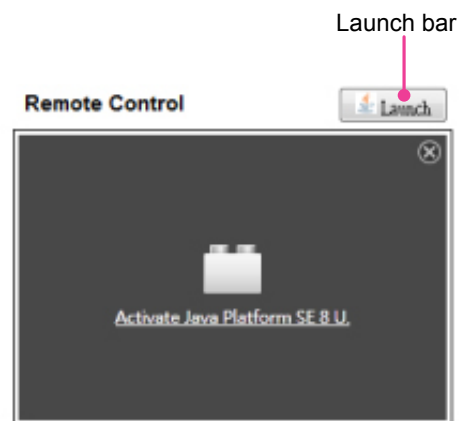 Launch bar
Remote Control
Launch
Activate Java Platform SE 8 U.